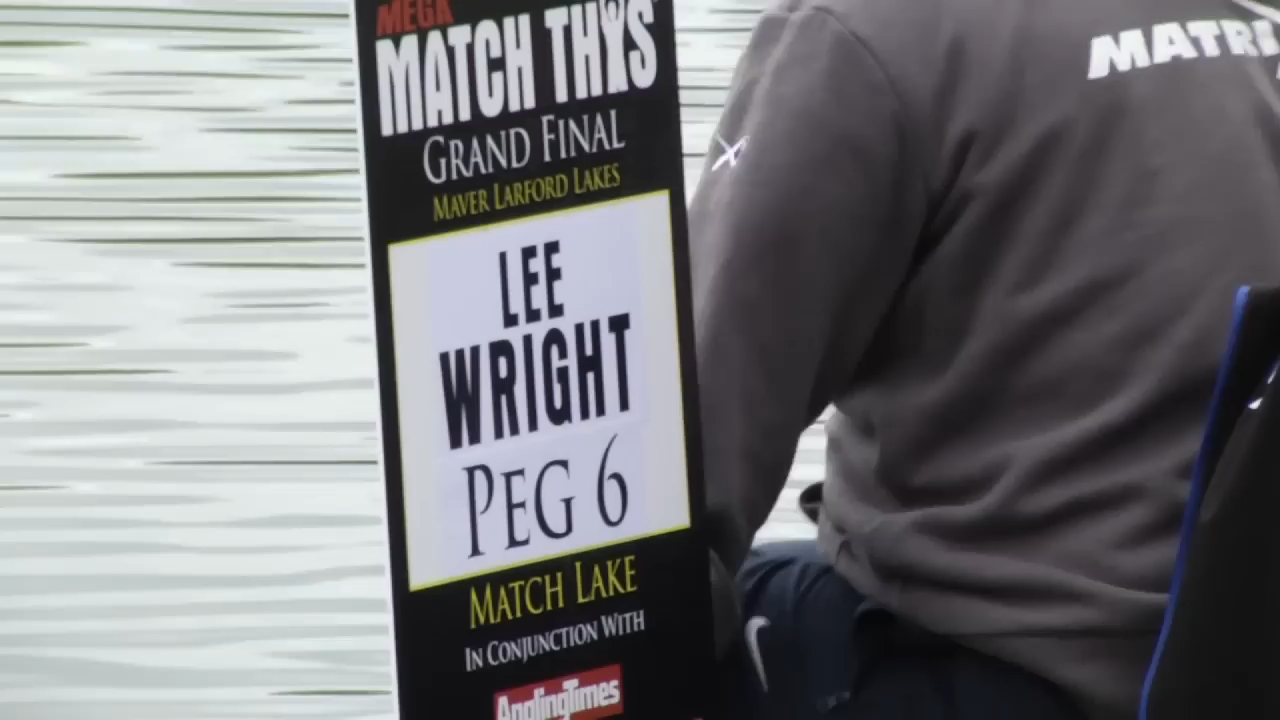 MEGA
MATCH THIS
GRAND FINAL
MAVER LARFORD LAKES
LEE
WRIGHT
PEG 6
MATCH LAKE
IN CONJUNCTION WITH
AnglingTimes
MATRI